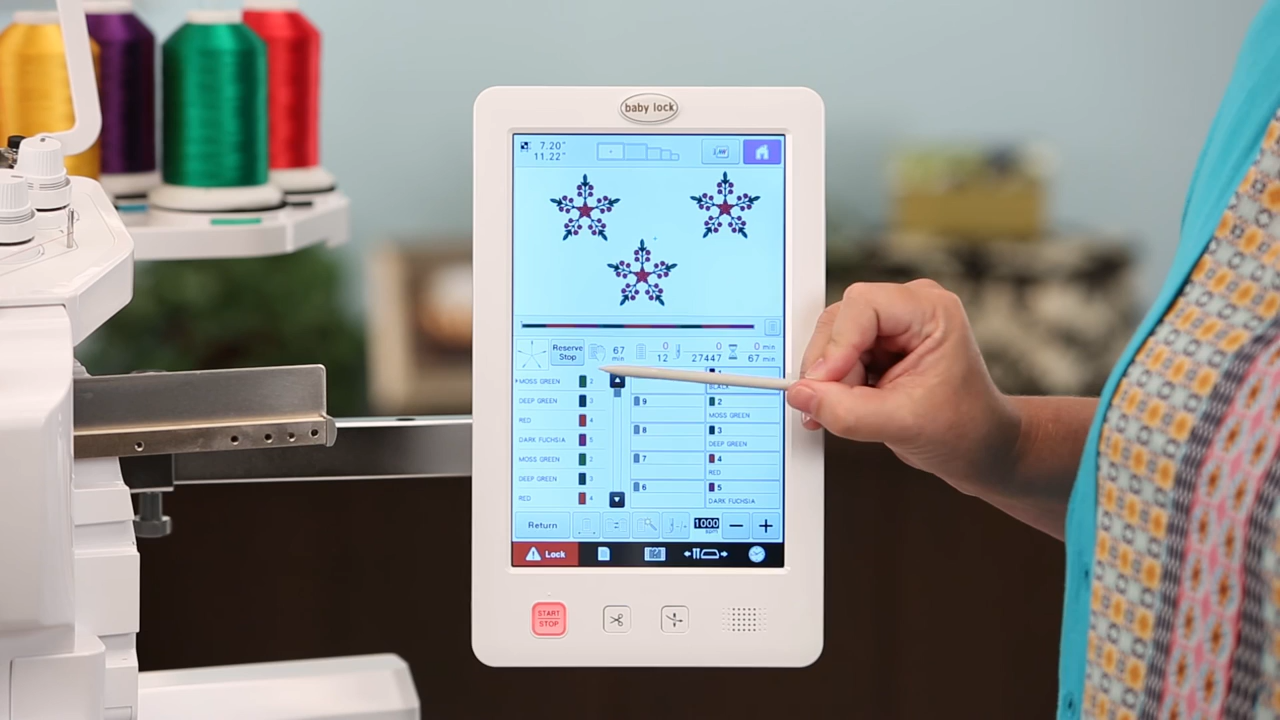 baby lock
7.20"
11.22"
Reserve
Stop
67
min
0
12
0
27447
0 min
67 min
MOSS GREEN 2
DEEP GREEN 3
RED 4
DARK FUCHSIA 5
MOSS GREEN 2
DEEP GREEN 3
RED 4
1
9
2
MOSS GREEN
8
3
DEEP GREEN
7
4
RED
6
5
DARK FUCHSIA
Return
1000
− +
Lock
START
STOP